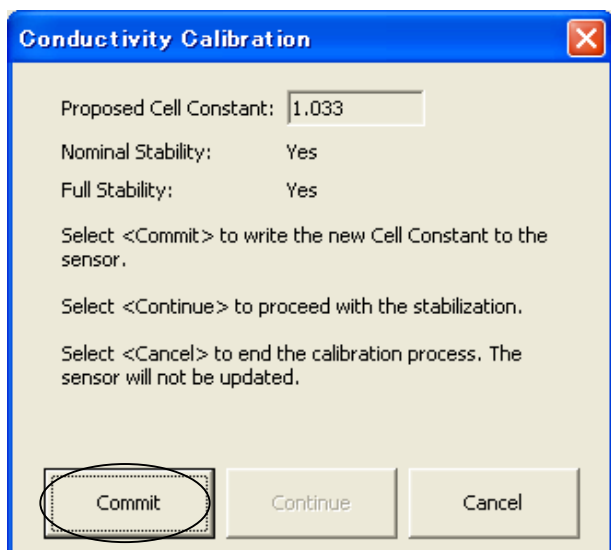 Conductivity Calibration
Proposed Cell Constant: 1.033
Nominal Stability: Yes
Full Stability: Yes
Select <Commit> to write the new Cell Constant to the
sensor.
Select <Continue> to proceed with the stabilization.
Select <Cancel> to end the calibration process. The
sensor will not be updated.
Commit Continue Cancel